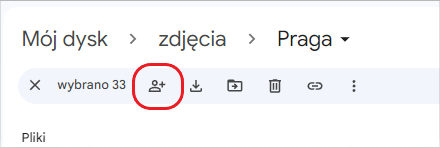 Mój dysk > zdjęcia > Praga
wybrano 33
Pliki